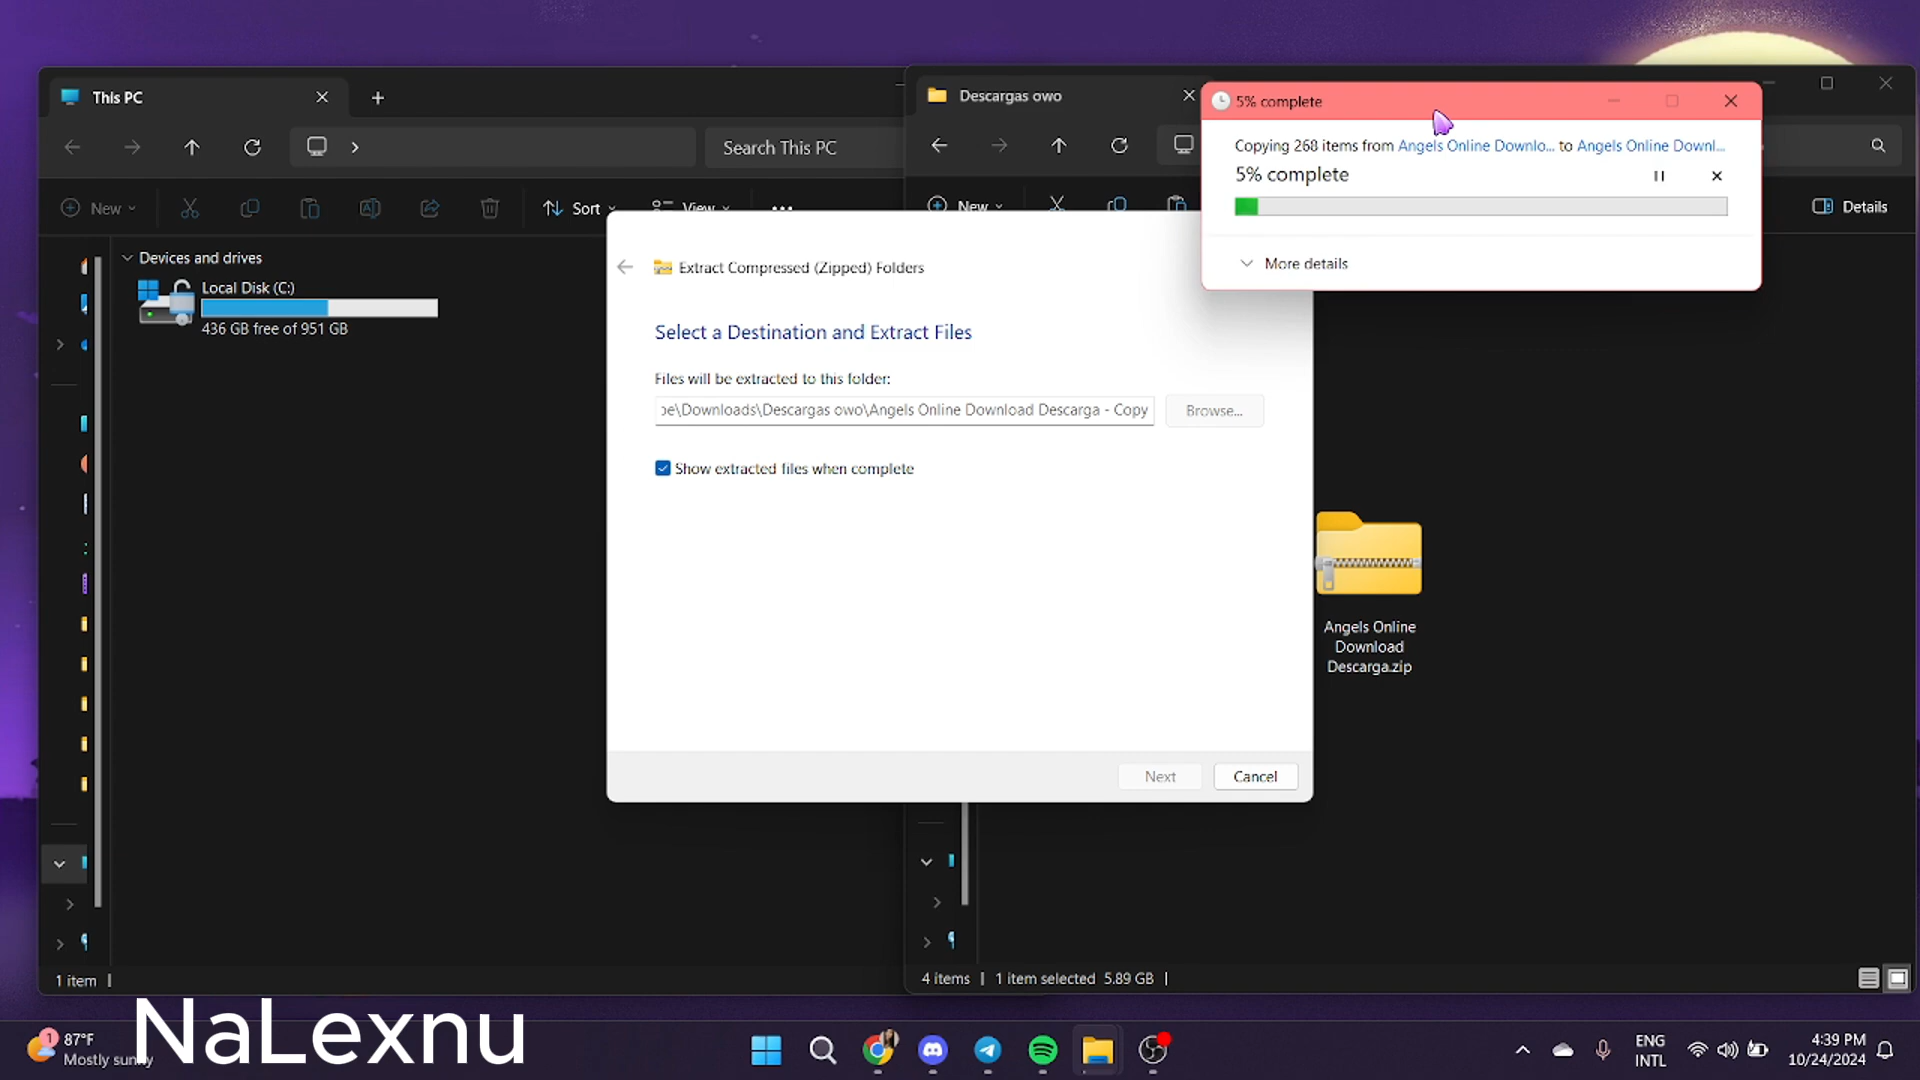 This PC
Search This PC
New
Sort
View
Devices and drives
Local Disk (C:)
436 GB free of 951 GB
1 item
Descargas owo
New
Details
5% complete
Copying 268 items from Angels Online Downlo... to Angels Online Downl...
5% complete
More details
Extract Compressed (Zipped) Folders
Select a Destination and Extract Files
Files will be extracted to this folder:
pe\Downloads\Descargas owo\Angels Online Download Descarga - Copy
Browse...
Show extracted files when complete
Next
Cancel
Angels Online
Download
Descarga.zip
4 items
1 item selected 5.89 GB
NaLexnu
1
87°F
Mostly sunny
ENG
INTL
4:39 PM
10/24/2024